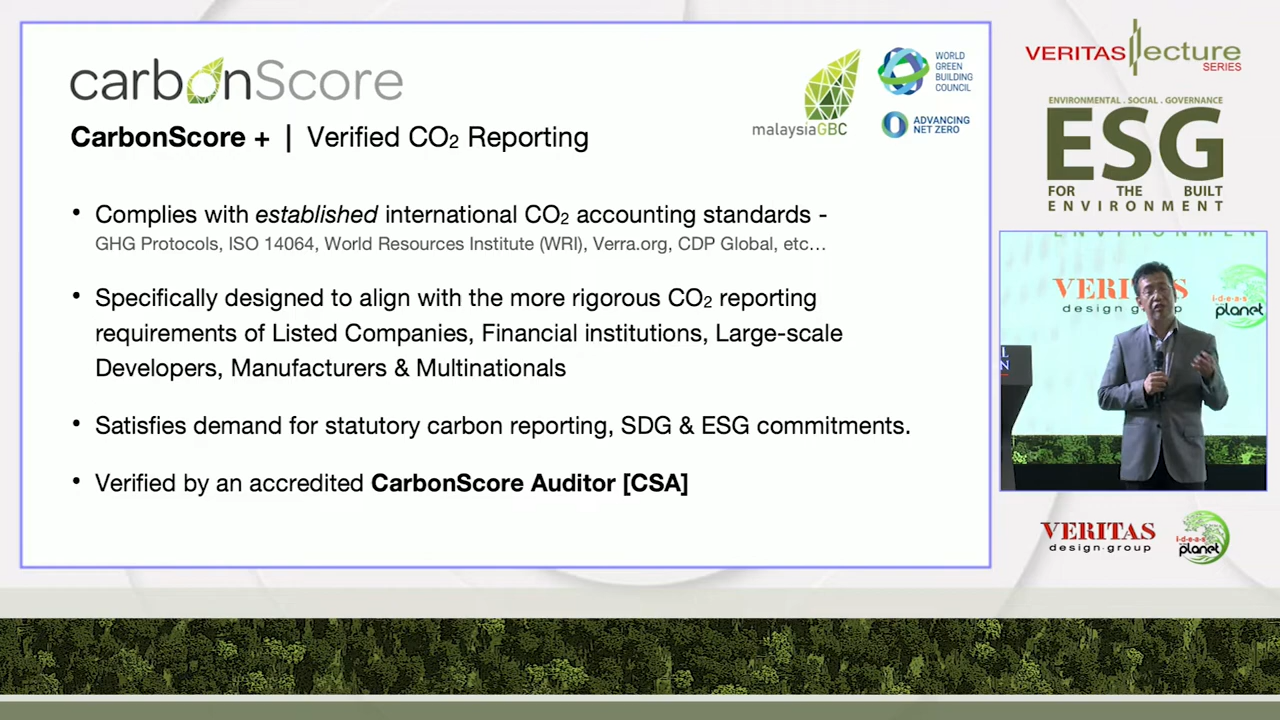 carbonScore
CarbonScore + | Verified CO₂ Reporting
malaysiaGBC
WORLD
GREEN
BUILDING
COUNCIL
ADVANCING
NET ZERO
• Complies with established international CO₂ accounting standards -
GHG Protocols, ISO 14064, World Resources Institute (WRI), Verra.org, CDP Global, etc…
• Specifically designed to align with the more rigorous CO₂ reporting
requirements of Listed Companies, Financial institutions, Large-scale
Developers, Manufacturers & Multinationals
• Satisfies demand for statutory carbon reporting, SDG & ESG commitments.
• Verified by an accredited CarbonScore Auditor [CSA]
VERITAS lecture
SERIES
ENVIRONMENTAL . SOCIAL . GOVERNANCE
ESG
FOR THE BUILT
ENVIRONMENT
VERITAS
design group
i-d-e-a-s
planet
VERITAS
design-group
i-d-e-a-s
planet